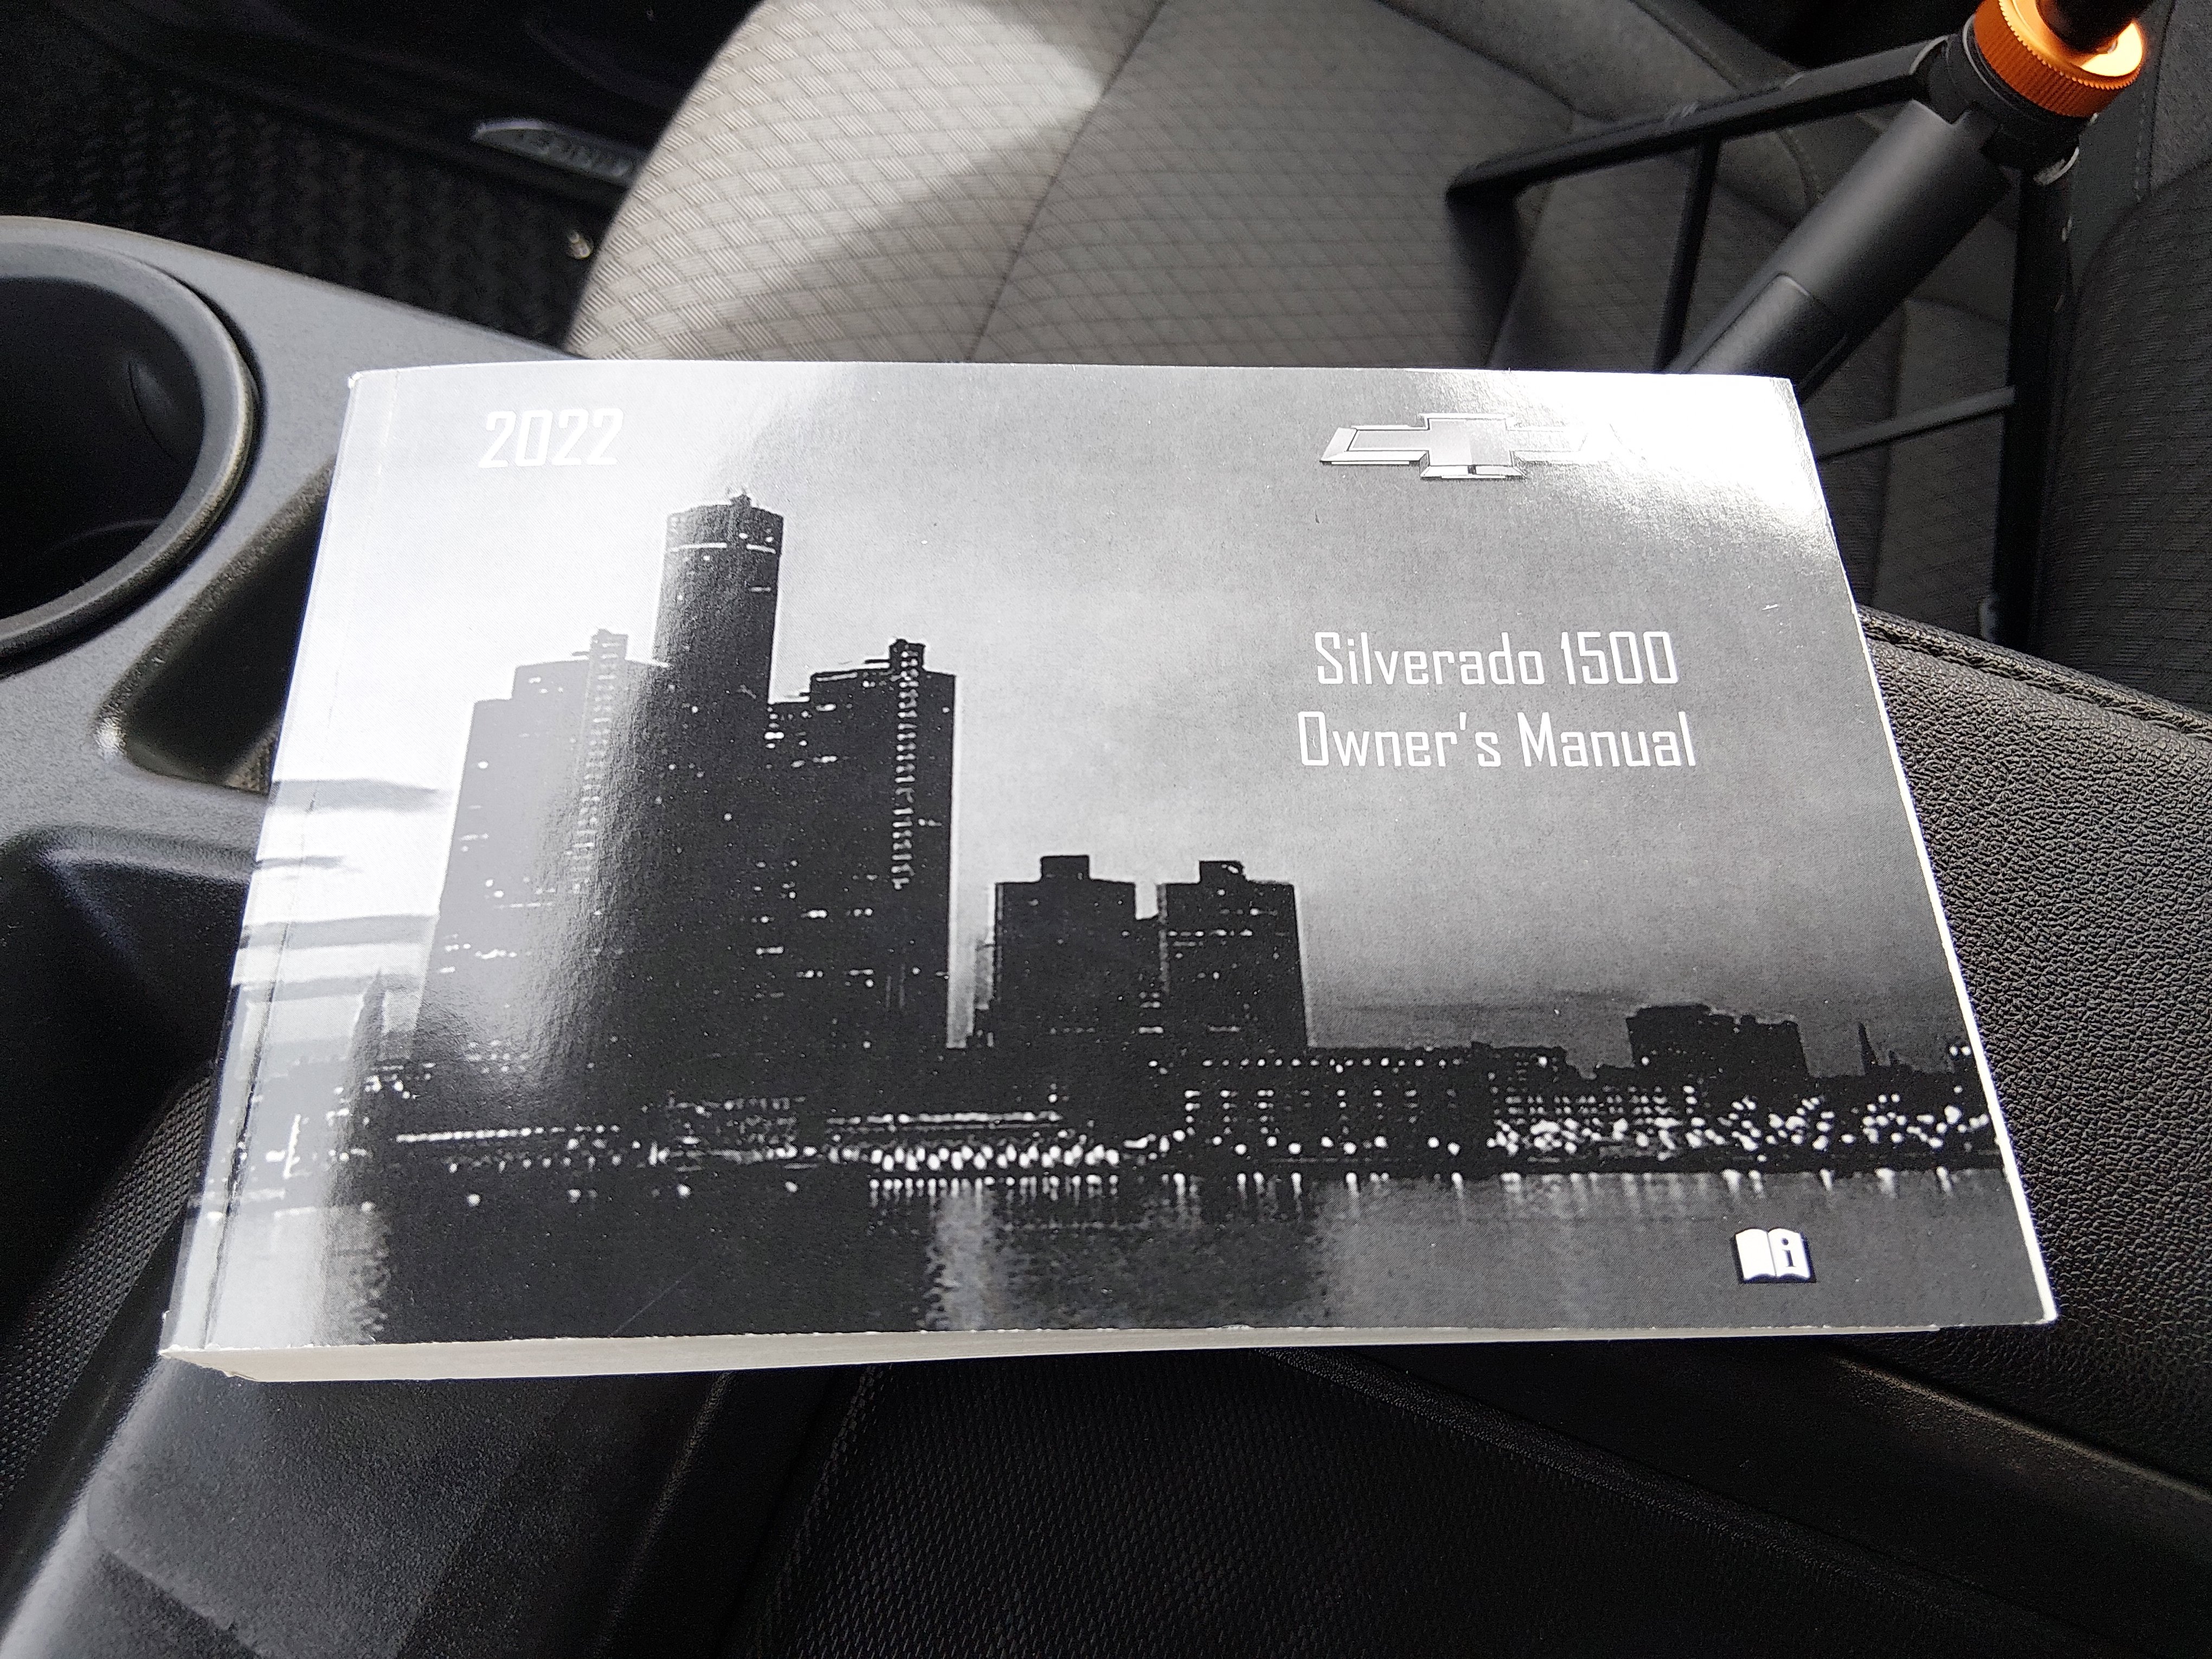 2022
Silverado 1500
Owner's Manual
i